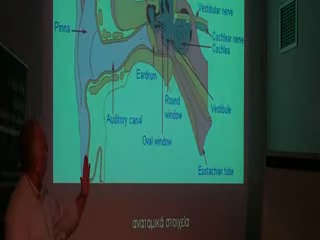 Vestibular nerve
Pinna
Cochlear nerve
Cochlea
Eardrum
Round
window
Vestibule
Auditory canal
Oval window
Eustachian tube
ανατομικά στοιχεία